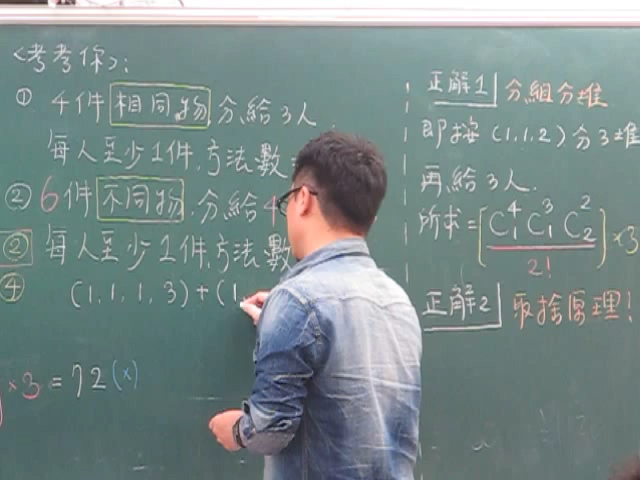 <考考你>:
① 4件相同物分給3人
每人至少1件,方法數=
② 6件不同物,分給4
② 每人至少1件,方法數
④ (1,1,1,3)+(1,
×3=72(×)
正解1 分組分堆
即按(1,1,2)分3堆
再給3人.
所求=[C⁴₁C³₁C²₂/2!]×3
正解2 取捨原理!